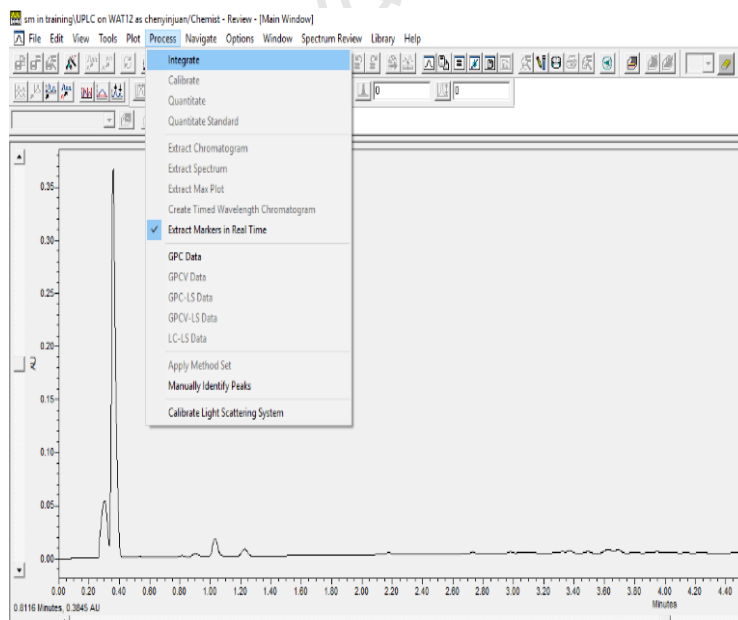 sm in training\UPLC on WAT12 as chenyinjuan/Chemist - Review - [Main Window]
File Edit View Tools Plot Process Navigate Options Window Spectrum Review Library Help
Integrate
Calibrate
0
0
Quantitate
Quantitate Standard
Extract Chromatogram
Extract Spectrum
Extract Max Plot
Create Timed Wavelength Chromatogram
Extract Markers in Real Time
GPC Data
GPCV Data
GPC-LS Data
GPCV-LS Data
LC-LS Data
Apply Method Set
Manually Identify Peaks
Calibrate Light Scattering System
0.35
0.30
0.25
0.20
AU
0.15
0.10
0.05
0.00
0.00 0.20 0.40 0.60 0.80 1.00 1.20 1.40 1.60 1.80 2.00 2.20 2.40 2.60 2.80 3.00 3.20 3.40 3.60 3.80 4.00 4.20 4.40
Minutes
0.8116 Minutes, 0.3845 AU